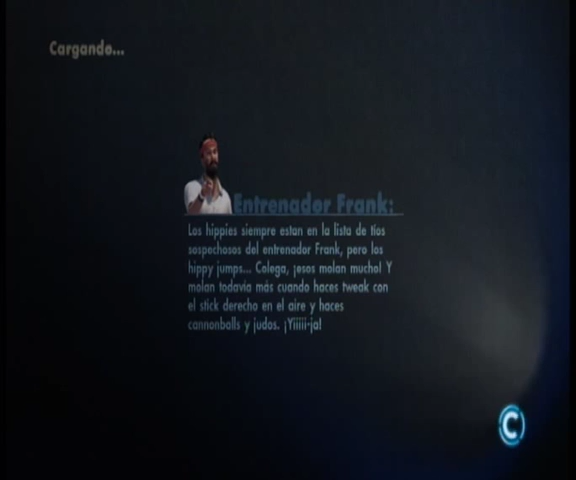 Cargando...
Entrenador Frank:
Los hippies siempre estan en la lista de tíos
sospechosos del entrenador Frank, pero los
hippy jumps... Colega, ¡esos molan mucho! Y
molan todavía más cuando haces tweak con
el stick derecho en el aire y haces
cannonballs y judos. ¡Yiiiii-ja!
C